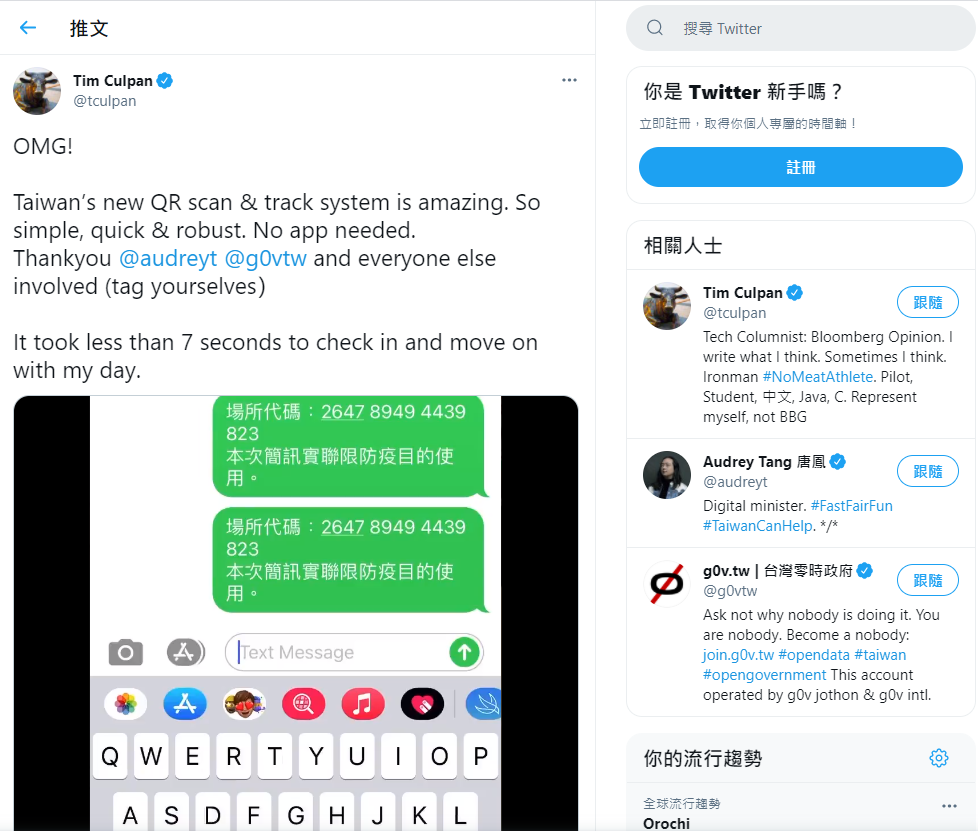 推文
Tim Culpan
@tculpan
OMG!
Taiwan's new QR scan & track system is amazing. So
simple, quick & robust. No app needed.
Thankyou @audreyt @g0vtw and everyone else
involved (tag yourselves)
It took less than 7 seconds to check in and move on
with my day.
場所代碼：2647 8949 4439
823
本次簡訊實聯限防疫目的使
用。
場所代碼：2647 8949 4439
823
本次簡訊實聯限防疫目的使
用。
Text Message
Q W E R T Y U I O P
A S D F G H J K L
搜尋 Twitter
你是 Twitter 新手嗎？
立即註冊，取得你個人專屬的時間軸！
註冊
相關人士
Tim Culpan
@tculpan
跟隨
Tech Columnist: Bloomberg Opinion. I
write what I think. Sometimes I think.
Ironman #NoMeatAthlete. Pilot,
Student, 中文, Java, C. Represent
myself, not BBG
Audrey Tang 唐鳳
@audreyt
跟隨
Digital minister. #FastFairFun
#TaiwanCanHelp. */*
g0v.tw | 台灣零時政府
@g0vtw
跟隨
Ask not why nobody is doing it. You
are nobody. Become a nobody:
join.g0v.tw #opendata #taiwan
#opengovernment This account
operated by g0v jothon & g0v intl.
你的流行趨勢
全球流行趨勢
Orochi